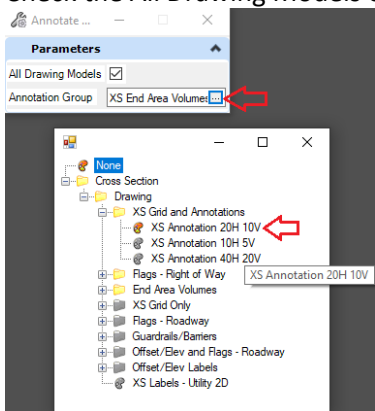 Annotate ...
Parameters
All Drawing Models
Annotation Group XS End Area Volumes ...
None
Cross Section
Drawing
XS Grid and Annotations
XS Annotation 20H 10V
XS Annotation 10H 5V
XS Annotation 40H 20V
Flags - Right of Way
XS Annotation 20H 10V
End Area Volumes
XS Grid Only
Flags - Roadway
Guardrails/Barriers
Offset/Elev and Flags - Roadway
Offset/Elev Labels
XS Labels - Utility 2D